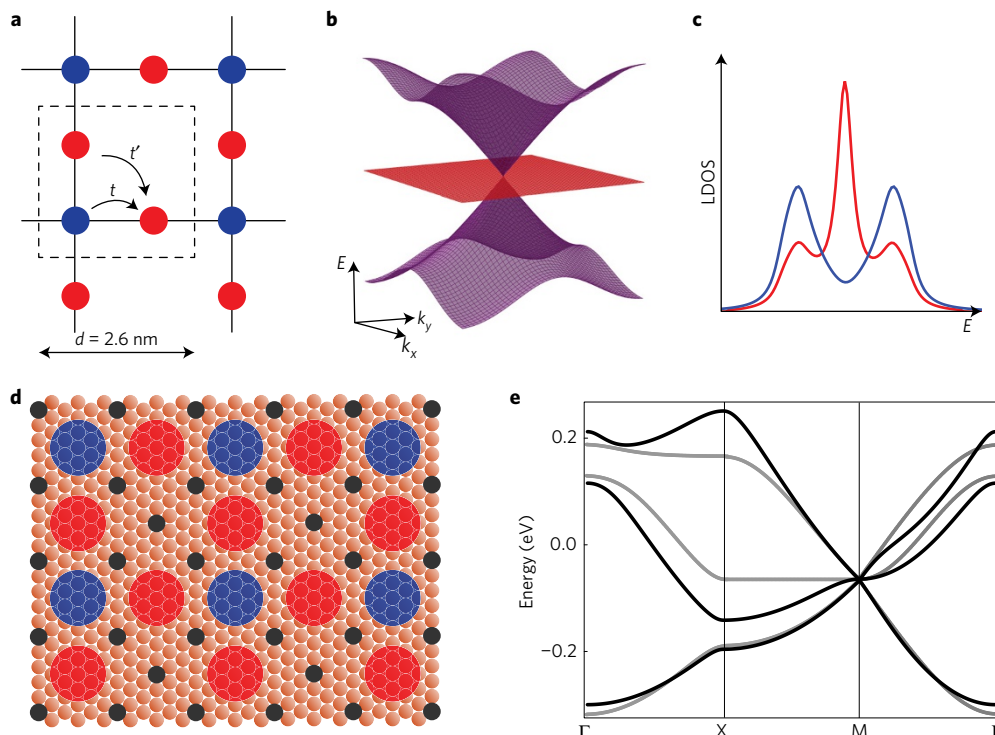 a
t′
t
d = 2.6 nm
b
E
k_y
k_x
c
LDOS
E
d
e
Energy (eV)
0.2
0.0
−0.2
Γ
X
M